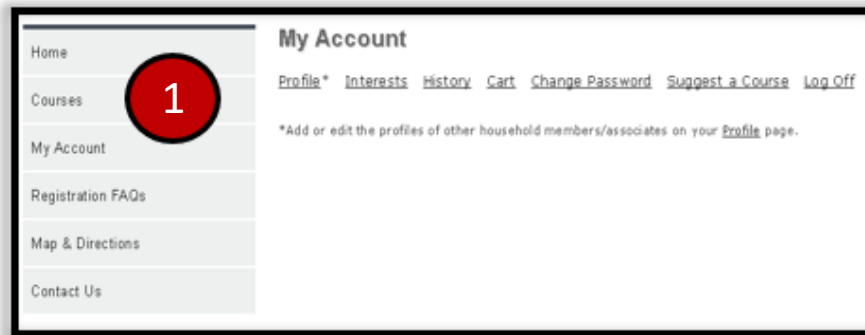 Home
Courses
1
My Account
Registration FAQs
Map & Directions
Contact Us
My Account
Profile* Interests History Cart Change Password Suggest a Course Log Off
*Add or edit the profiles of other household members/associates on your Profile page.